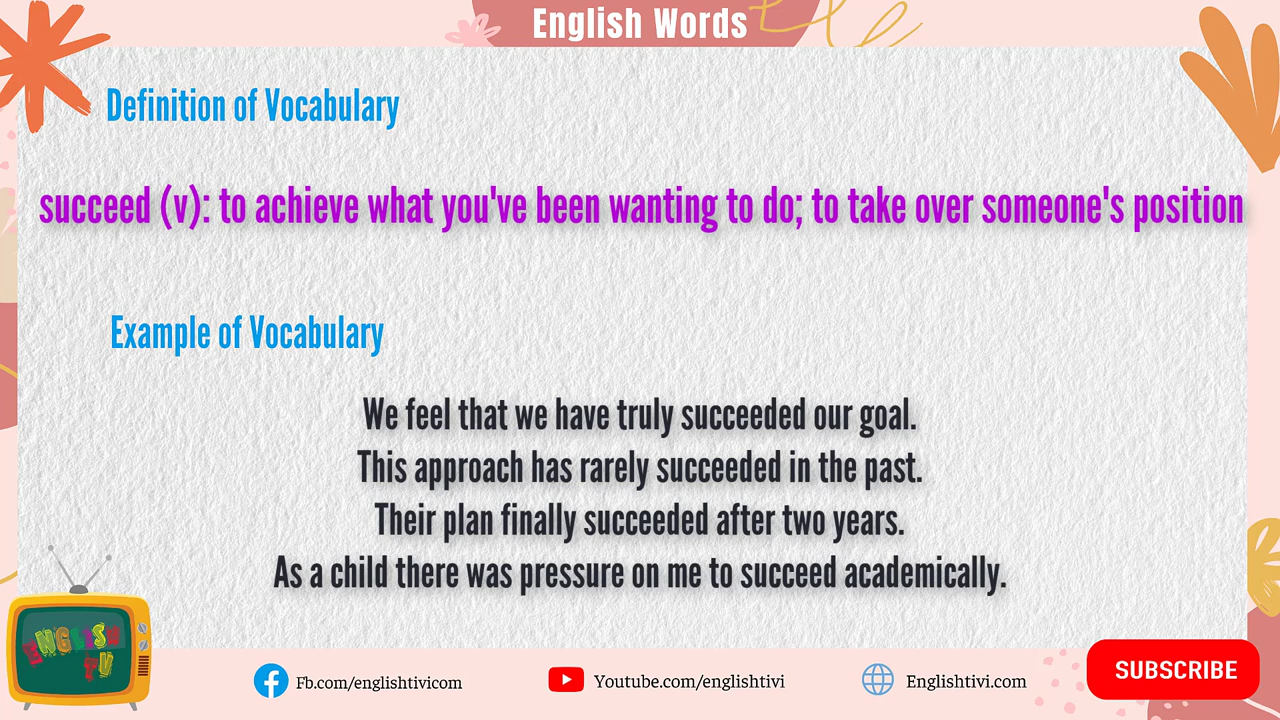 English Words
Definition of Vocabulary
succeed (v): to achieve what you've been wanting to do; to take over someone's position
Example of Vocabulary
We feel that we have truly succeeded our goal.
This approach has rarely succeeded in the past.
Their plan finally succeeded after two years.
As a child there was pressure on me to succeed academically.
ENGLISH
TV
Fb.com/englishtivicom
Youtube.com/englishtivi
Englishtivi.com
SUBSCRIBE